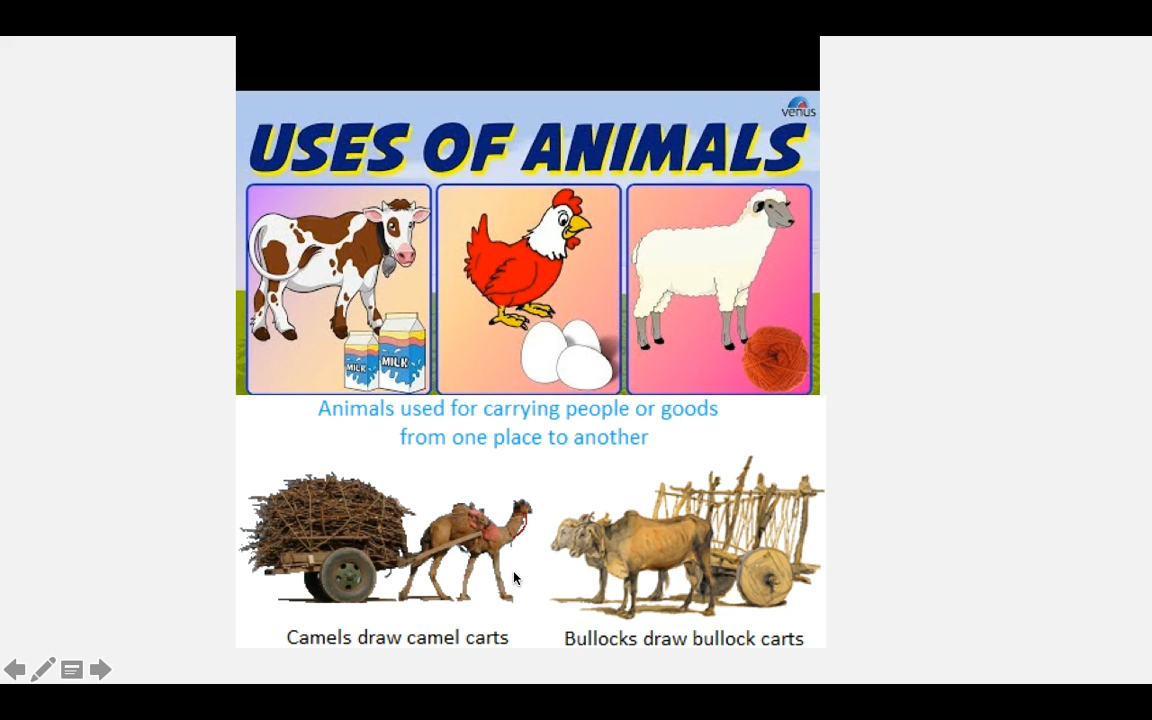 venus
USES OF ANIMALS
MILK
MILK
Animals used for carrying people or goods
from one place to another
Camels draw camel carts
Bullocks draw bullock carts